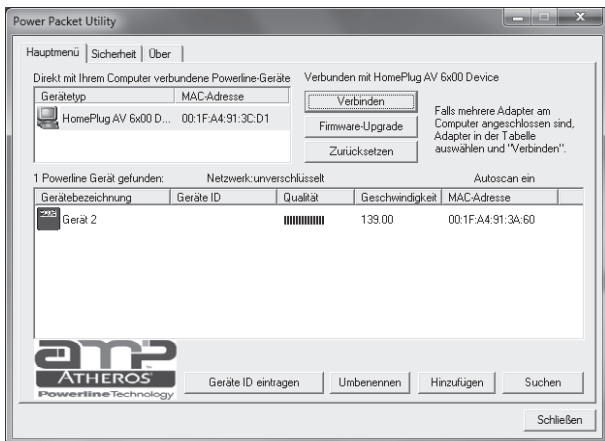 Power Packet Utility
Hauptmenü Sicherheit Über
Direkt mit Ihrem Computer verbundene Powerline-Geräte
Gerätetyp MAC-Adresse
HomePlug AV 6x00 D... 00:1F:A4:91:3C:D1
Verbunden mit HomePlug AV 6x00 Device
Verbinden
Firmware-Upgrade
Zurücksetzen
Falls mehrere Adapter am
Computer angeschlossen sind,
Adapter in der Tabelle
auswählen und "Verbinden".
1 Powerline Gerät gefunden: Netzwerk:unverschlüsselt Autoscan ein
Gerätebezeichnung Geräte ID Qualität Geschwindigkeit MAC-Adresse
Gerät 2 139.00 00:1F:A4:91:3A:60
amp
ATHEROS
Powerline Technology
Geräte ID eintragen Umbenennen Hinzufügen Suchen
Schließen